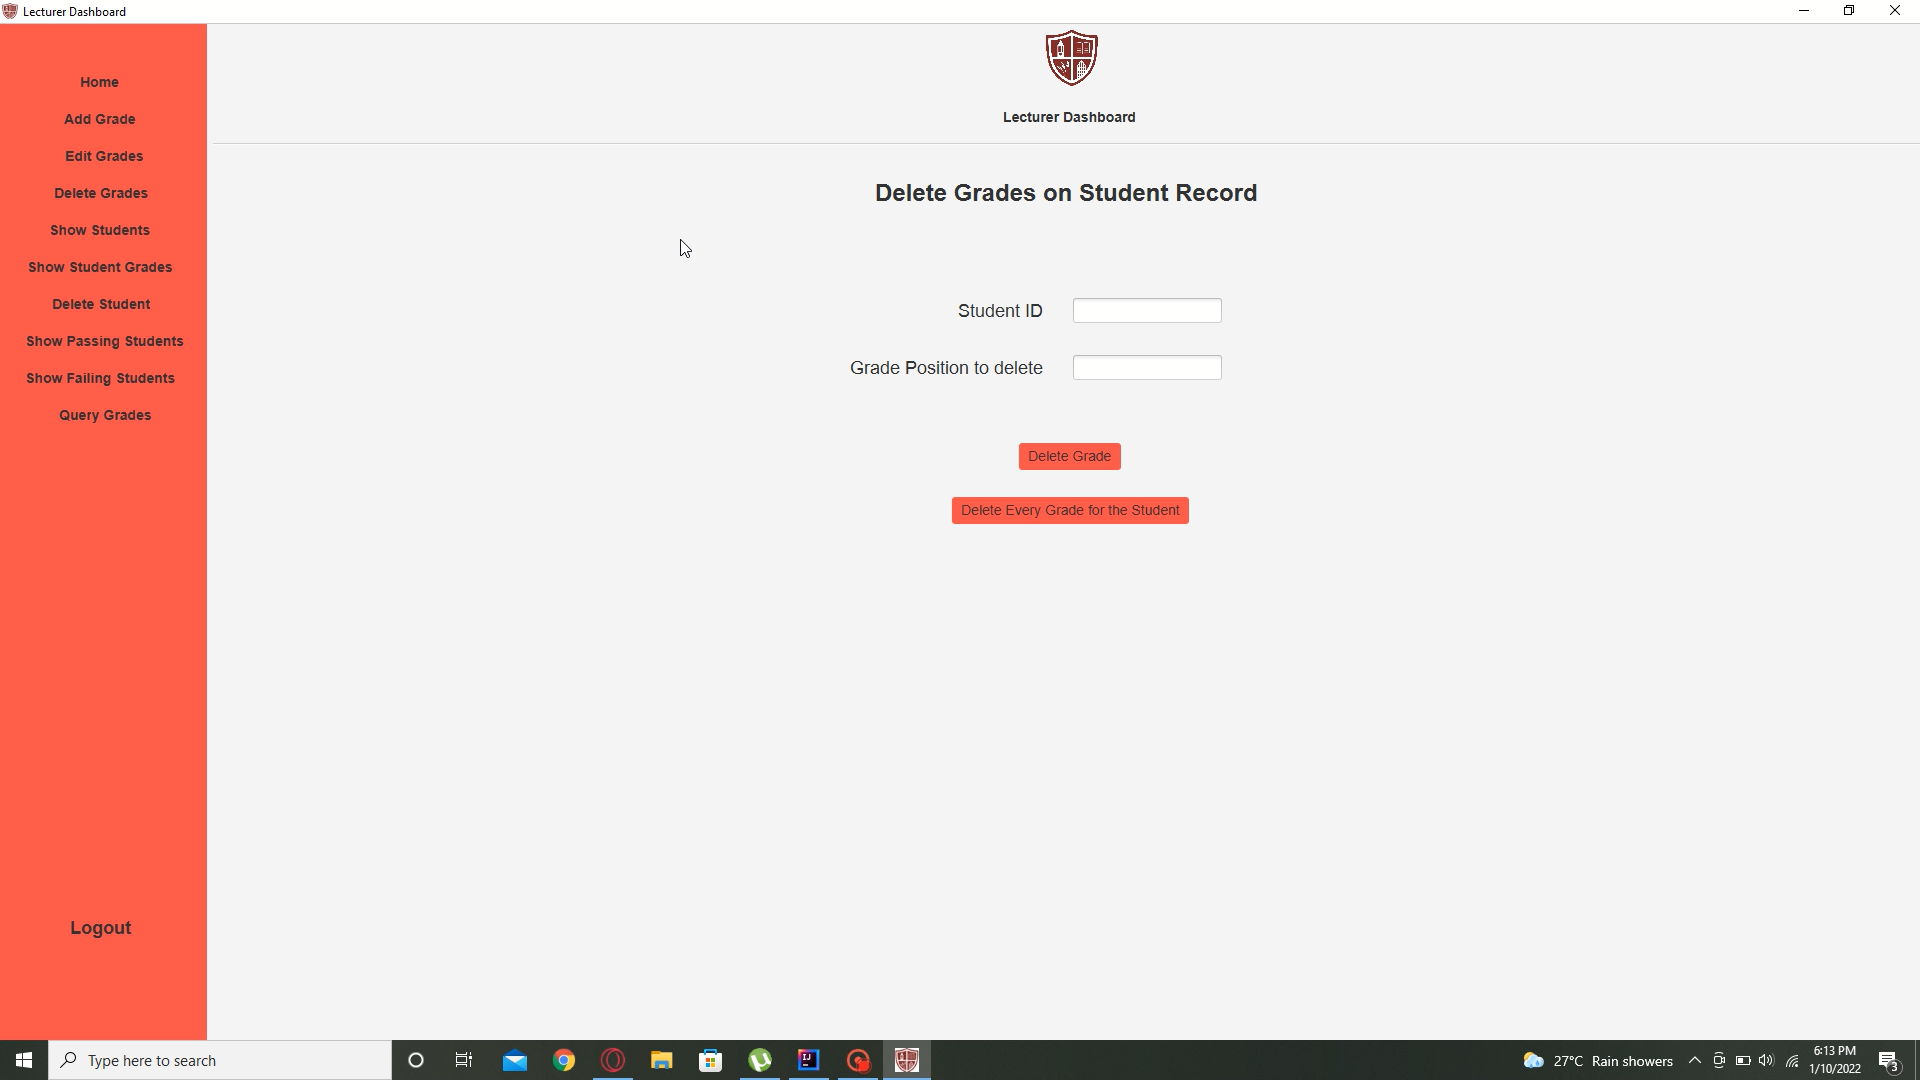 Lecturer Dashboard
Home
Add Grade
Edit Grades
Delete Grades
Show Students
Show Student Grades
Delete Student
Show Passing Students
Show Failing Students
Query Grades
Logout
Lecturer Dashboard
Delete Grades on Student Record
Student ID
Grade Position to delete
Delete Grade
Delete Every Grade for the Student
Type here to search
IJ
27°C Rain showers
6:13 PM
1/10/2022
3